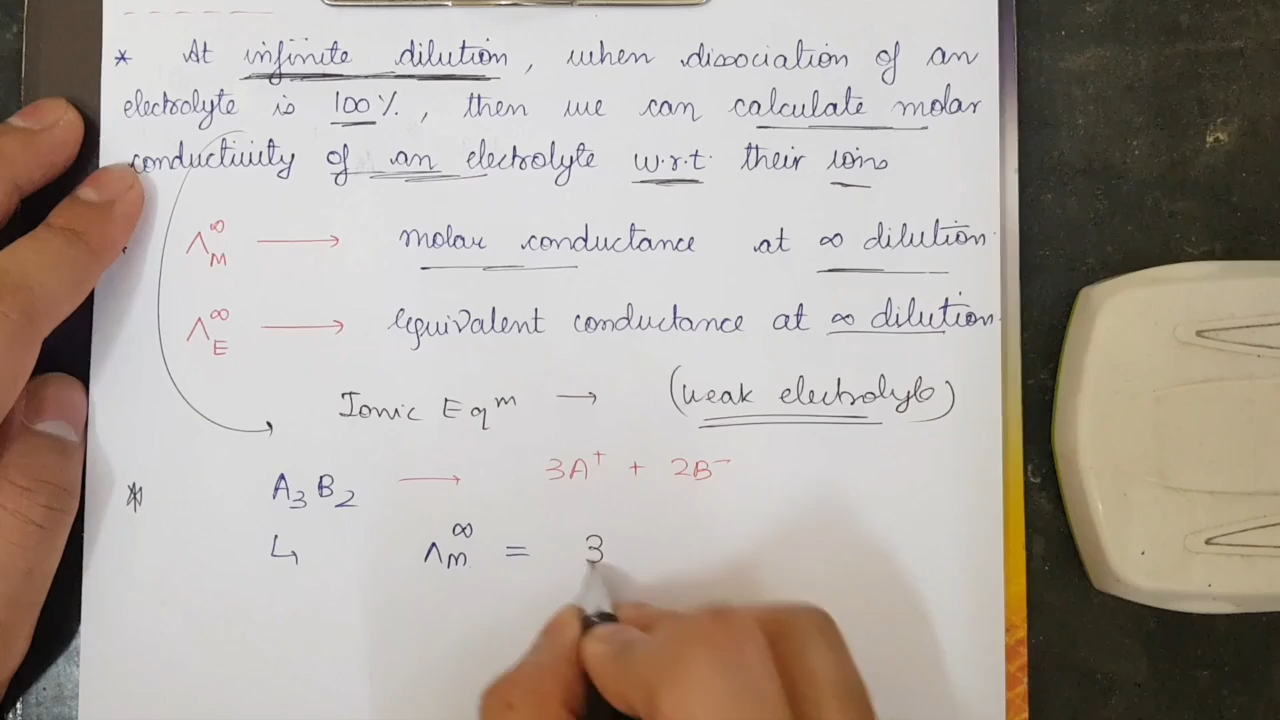 * At infinite dilution, when dissociation of an
electrolyte is 100%, then we can calculate molar
conductivity of an electrolyte w.r.t. their ions
Λ∞M ⟶ molar conductance at ∞ dilution.
Λ∞E ⟶ equivalent conductance at ∞ dilution.
Ionic Eqm → (weak electrolyte)
* A3B2 ⟶ 3A+ + 2B−
↳ Λ∞m = 3